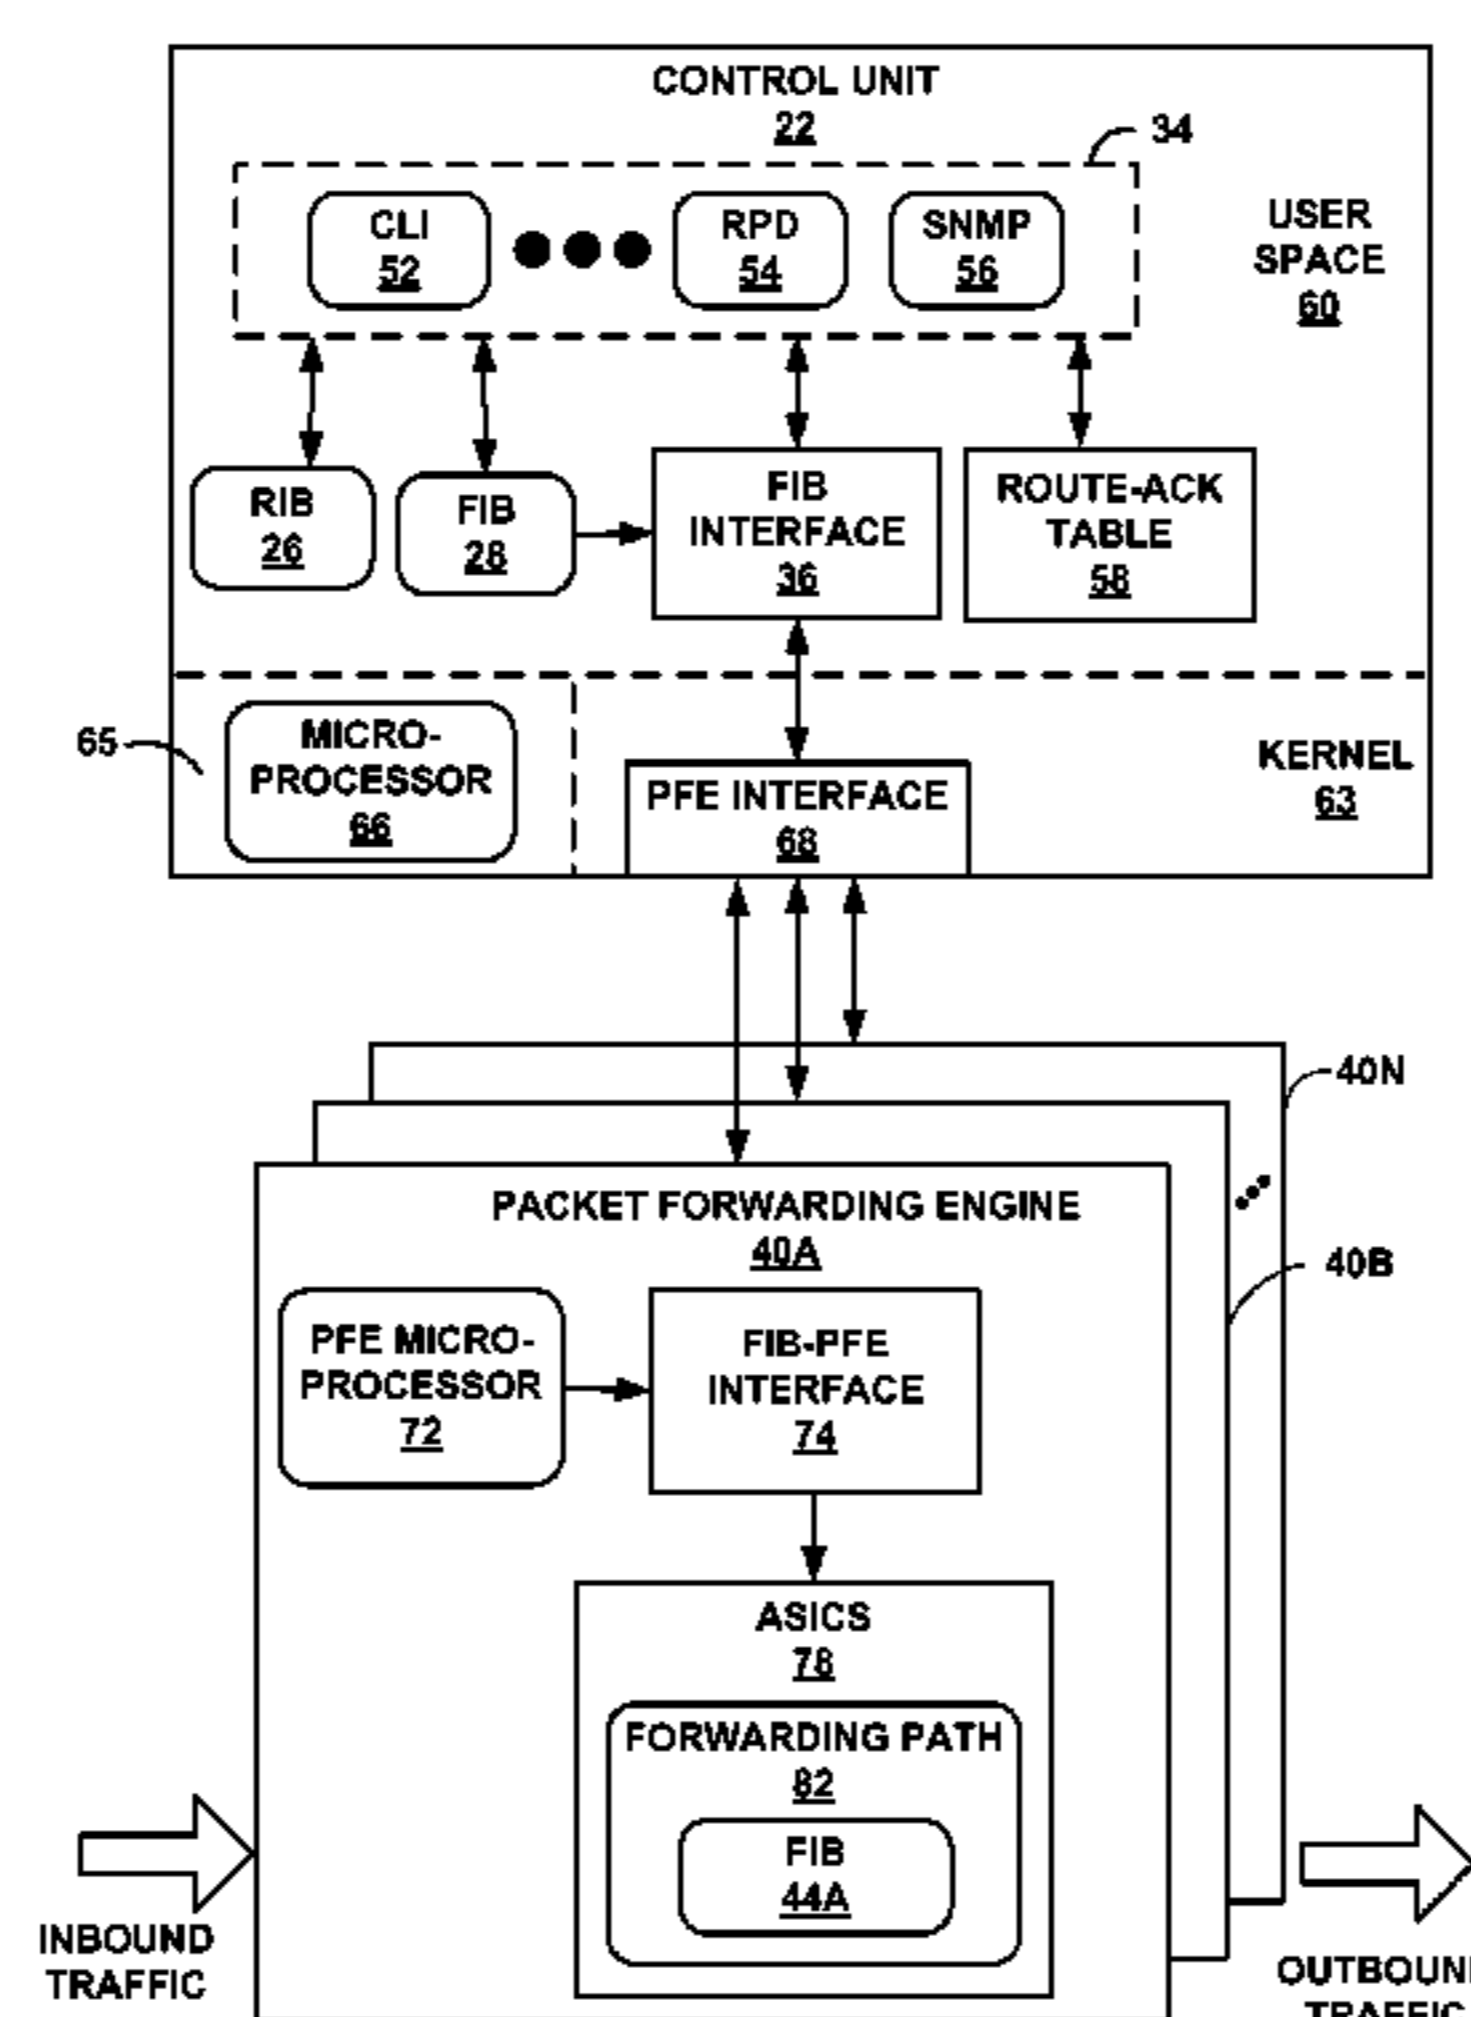 CONTROL UNIT
22
34
CLI
52
RPD
54
SNMP
56
USER
SPACE
60
RIB
26
FIB
28
FIB
INTERFACE
36
ROUTE-ACK
TABLE
58
65
MICRO-
PROCESSOR
66
PFE INTERFACE
68
KERNEL
63
40N
PACKET FORWARDING ENGINE
40A
40B
PFE MICRO-
PROCESSOR
72
FIB-PFE
INTERFACE
74
ASICS
78
FORWARDING PATH
82
FIB
44A
INBOUND
TRAFFIC
OUTBOUND
TRAFFIC